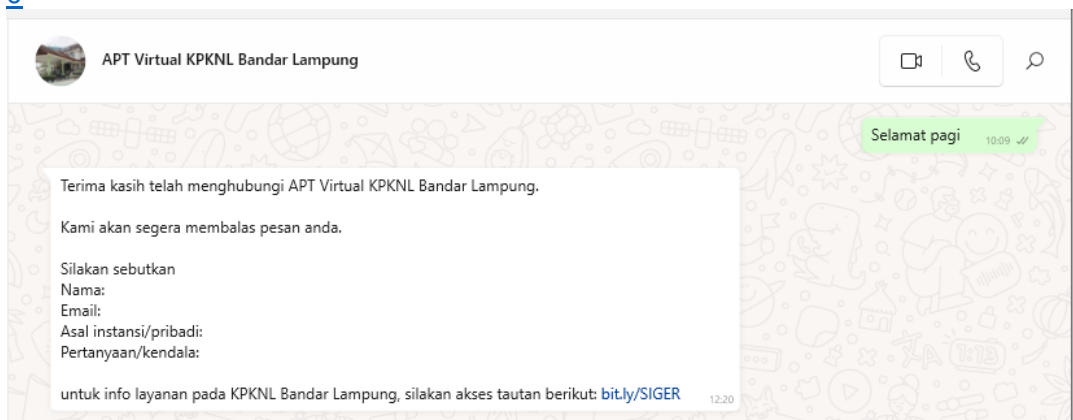 APT Virtual KPKNL Bandar Lampung
Selamat pagi 10:09
Terima kasih telah menghubungi APT Virtual KPKNL Bandar Lampung.
Kami akan segera membalas pesan anda.
Silakan sebutkan
Nama:
Email:
Asal instansi/pribadi:
Pertanyaan/kendala:
untuk info layanan pada KPKNL Bandar Lampung, silakan akses tautan berikut: bit.ly/SIGER 12:20